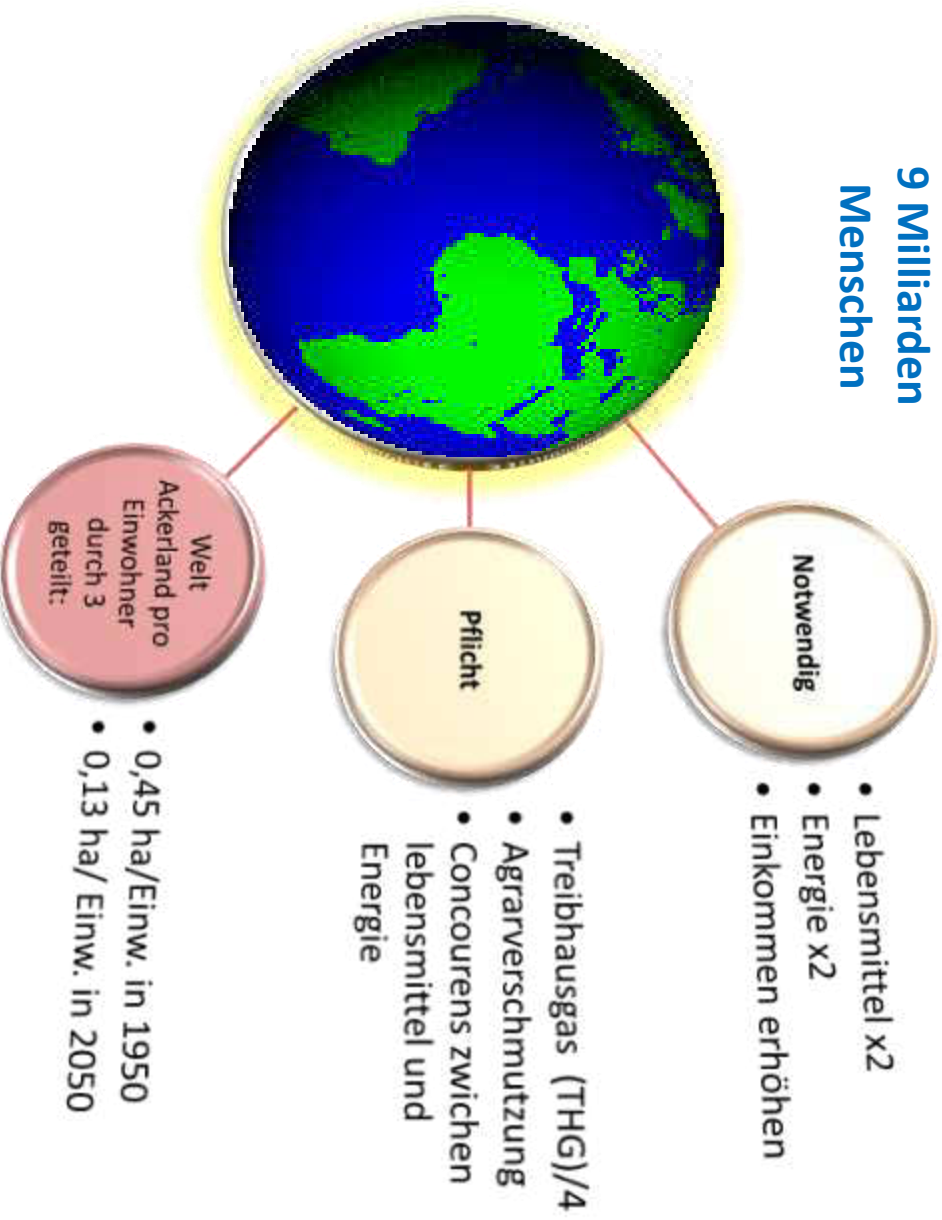 9 Milliarden
Menschen
Notwendig
• Lebensmittel x2
• Energie x2
• Einkommen erhöhen
Pflicht
• Treibhausgas (THG)/4
• Agrarverschmutzung
• Concourens zwichen
lebensmittel und
Energie
Welt
Ackerland pro
Einwohner
durch 3
geteilt:
• 0,45 ha/Einw. in 1950
• 0,13 ha/ Einw. in 2050